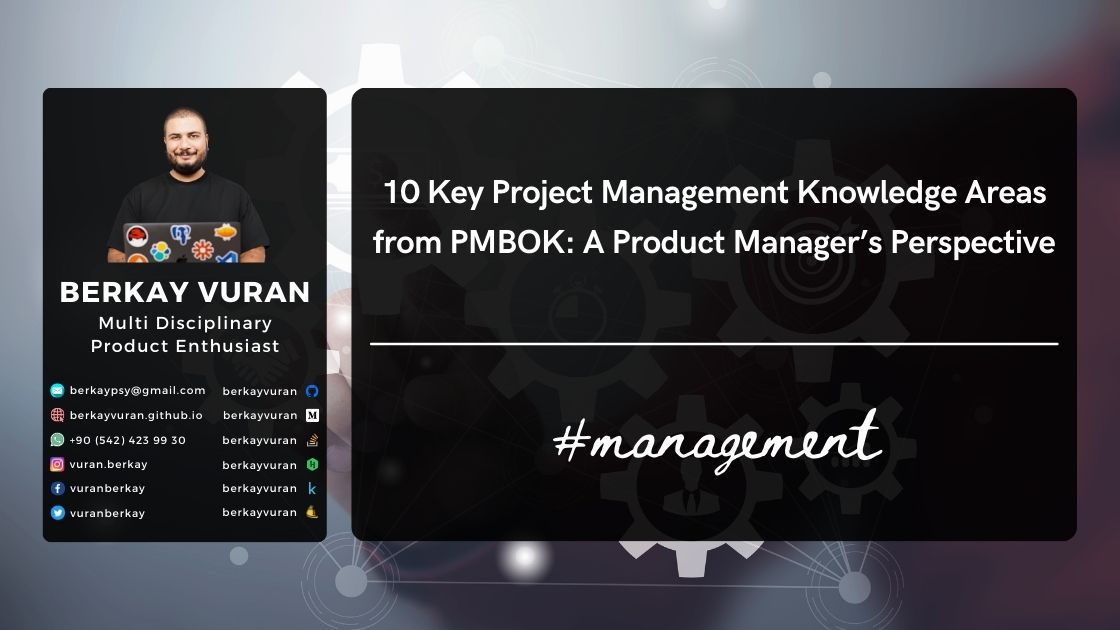 BERKAY VURAN
Multi Disciplinary
Product Enthusiast
berkaypsy@gmail.com
berkayvuran.github.io
+90 (542) 423 99 30
vuran.berkay
vuranberkay
vuranberkay
berkayvuran
berkayvuran
berkayvuran
berkayvuran
berkayvuran
berkayvuran
10 Key Project Management Knowledge Areas
from PMBOK: A Product Manager’s Perspective
#management